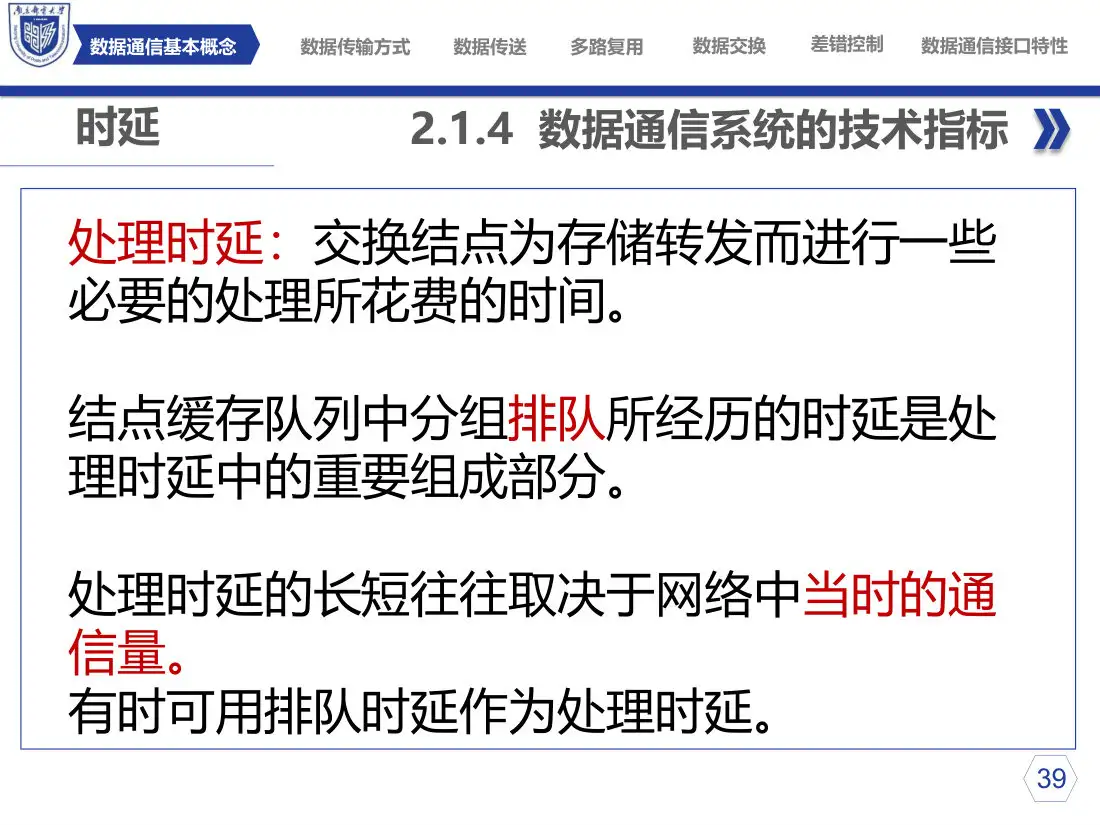 南京邮电大学
数据通信基本概念 数据传输方式 数据传送 多路复用 数据交换 差错控制 数据通信接口特性
时延 2.1.4 数据通信系统的技术指标
处理时延：交换结点为存储转发而进行一些
必要的处理所花费的时间。
结点缓存队列中分组排队所经历的时延是处
理时延中的重要组成部分。
处理时延的长短往往取决于网络中当时的通
信量。
有时可用排队时延作为处理时延。
39